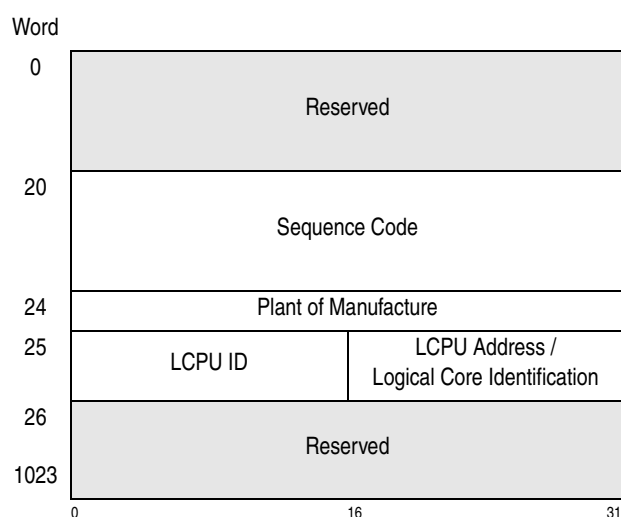 Word
0
Reserved
20
Sequence Code
24
Plant of Manufacture
25
LCPU ID
LCPU Address /
Logical Core Identification
26
Reserved
1023
0 16 31